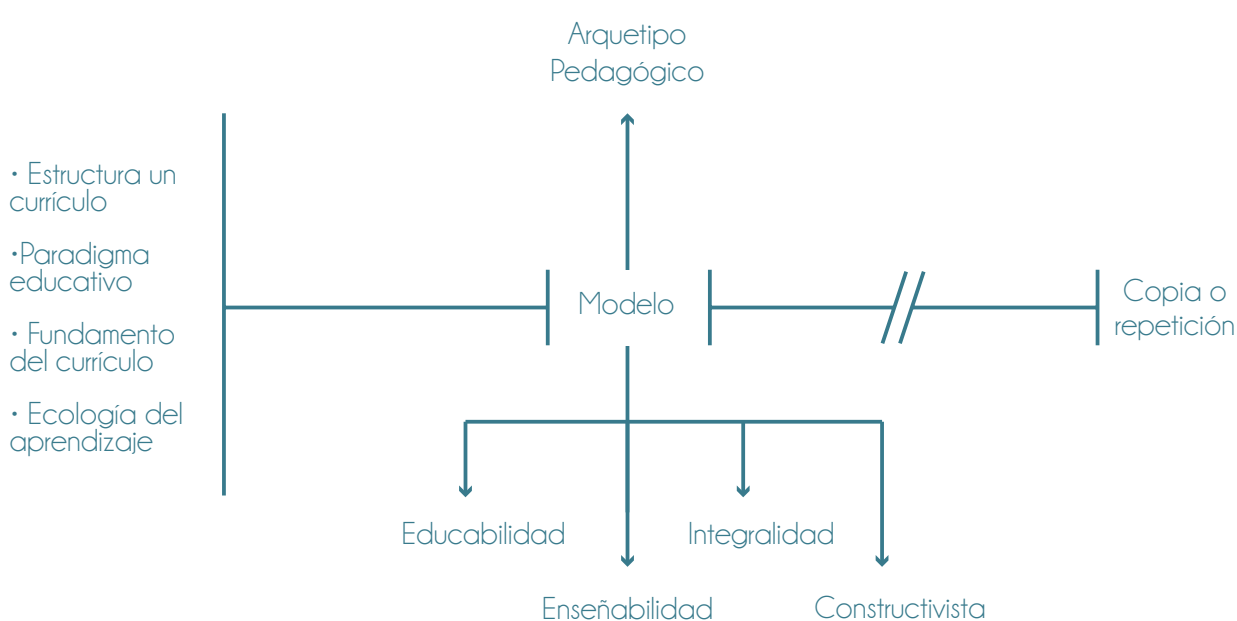 Arquetipo
Pedagógico
• Estructura un
currículo
•Paradigma
educativo
• Fundamento
del currículo
• Ecología del
aprendizaje
Modelo
Copia o
repetición
Educabilidad
Integralidad
Enseñabilidad
Constructivista